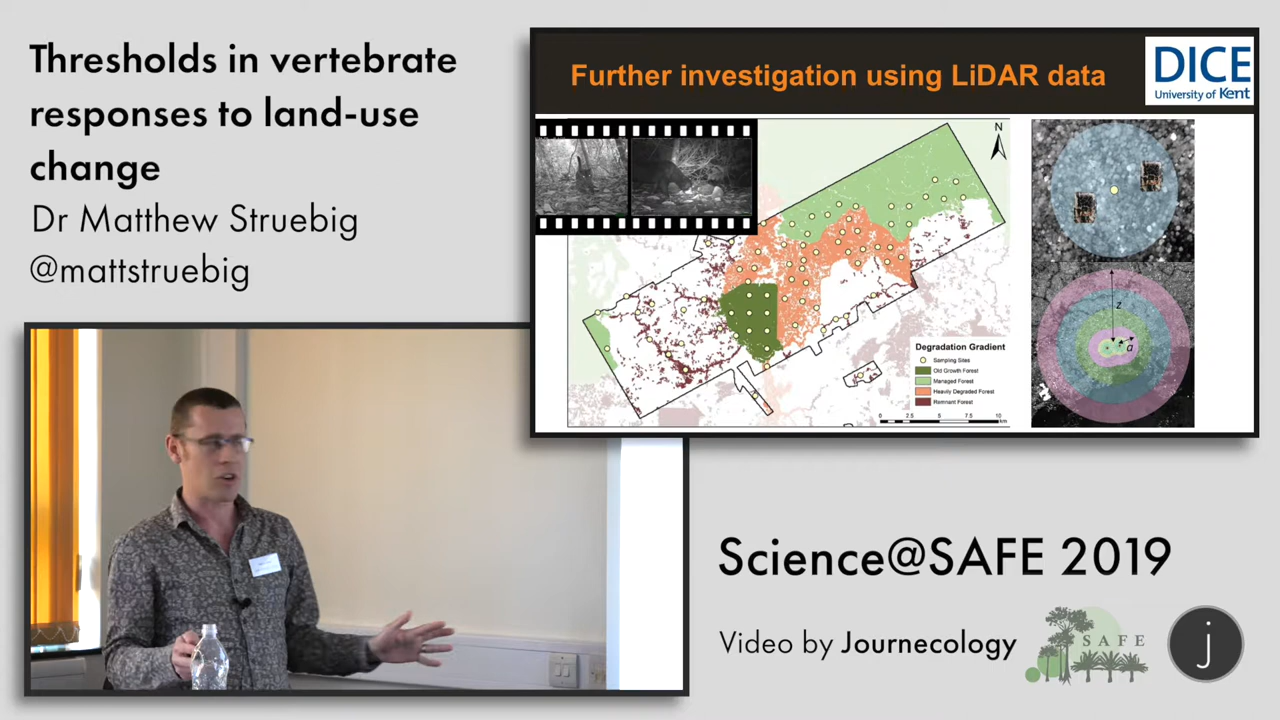 Thresholds in vertebrate
responses to land-use
change
Dr Matthew Struebig
@mattstruebig
Further investigation using LiDAR data
DICE
University of Kent
N
z
a
Degradation Gradient
Sampling Sites
Old Growth Forest
Managed Forest
Heavily Degraded Forest
Remnant Forest
0 2.5 5 7.5 10
km
Science@SAFE 2019
Video by Journecology
SAFE
j